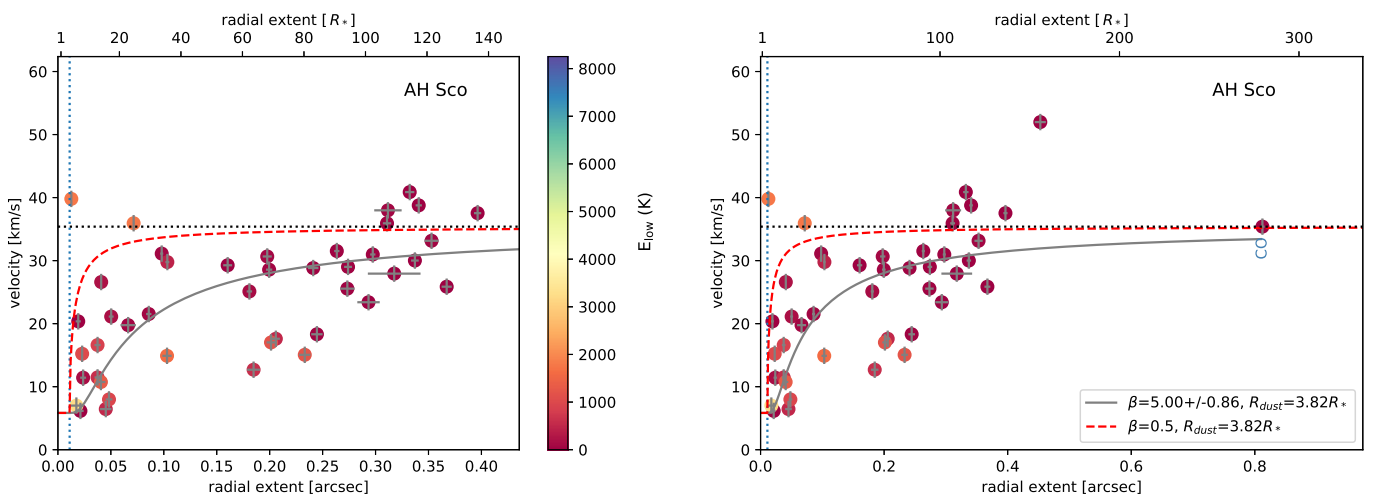 radial extent [R*]
1 20 40 60 80 100 120 140
AH Sco
velocity [km/s]
60
50
40
30
20
10
0
0.00 0.05 0.10 0.15 0.20 0.25 0.30 0.35 0.40
radial extent [arcsec]
8000
7000
6000
5000
4000
3000
2000
1000
0
E_low (K)
radial extent [R*]
1 100 200 300
AH Sco
velocity [km/s]
60
50
40
30
20
10
0
CO
β=5.00+/-0.86, R_dust=3.82R*
β=0.5, R_dust=3.82R*
0.0 0.2 0.4 0.6 0.8
radial extent [arcsec]